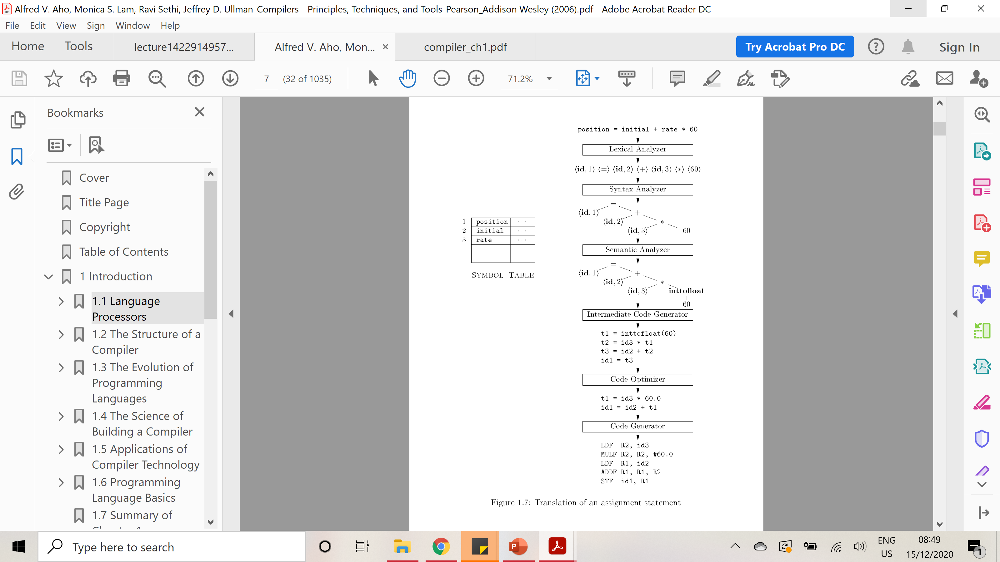 Alfred V. Aho, Monica S. Lam, Ravi Sethi, Jeffrey D. Ullman-Compilers - Principles, Techniques, and Tools-Pearson_Addison Wesley (2006).pdf - Adobe Acrobat Reader DC
File Edit View Sign Window Help
Home Tools lecture1422914957... Alfred V. Aho, Mon... × compiler_ch1.pdf Try Acrobat Pro DC Sign In
7 (32 of 1035) 71.2%
Bookmarks
Cover
Title Page
Copyright
Table of Contents
1 Introduction
1.1 Language
Processors
1.2 The Structure of a
Compiler
1.3 The Evolution of
Programming
Languages
1.4 The Science of
Building a Compiler
1.5 Applications of
Compiler Technology
1.6 Programming
Language Basics
1.7 Summary of
1 position ...
2 initial ...
3 rate ...
SYMBOL TABLE
position = initial + rate * 60
Lexical Analyzer
⟨id, 1⟩ ⟨=⟩ ⟨id, 2⟩ ⟨+⟩ ⟨id, 3⟩ ⟨*⟩ ⟨60⟩
Syntax Analyzer
=
⟨id, 1⟩ +
⟨id, 2⟩ *
⟨id, 3⟩ 60
Semantic Analyzer
=
⟨id, 1⟩ +
⟨id, 2⟩ *
⟨id, 3⟩ inttofloat
60
Intermediate Code Generator
t1 = inttofloat(60)
t2 = id3 * t1
t3 = id2 + t2
id1 = t3
Code Optimizer
t1 = id3 * 60.0
id1 = id2 + t1
Code Generator
LDF R2, id3
MULF R2, R2, #60.0
LDF R1, id2
ADDF R1, R1, R2
STF id1, R1
Figure 1.7: Translation of an assignment statement
Type here to search
ENG
US
08:49
15/12/2020
1